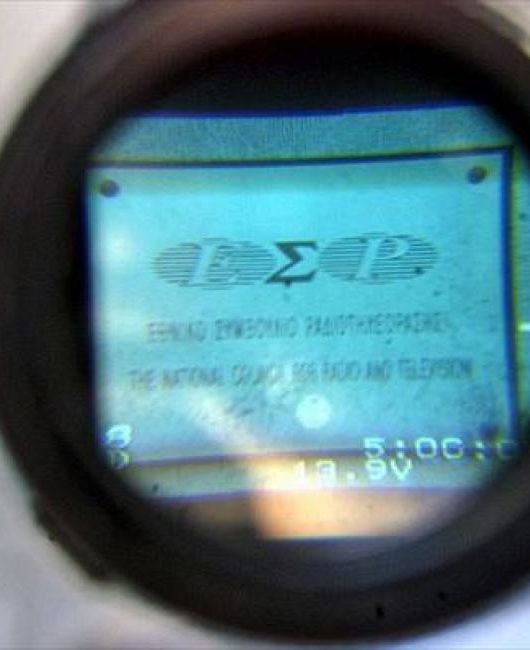 ΕΣΡ
ΕΘΝΙΚΟ ΣΥΜΒΟΥΛΙΟ ΡΑΔΙΟΤΗΛΕΟΡΑΣΗΣ
THE NATIONAL COUNCIL FOR RADIO AND TELEVISION
13.9V